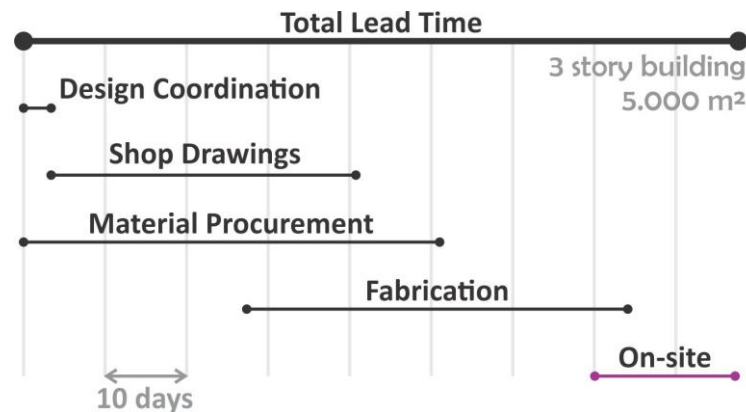 Total Lead Time
3 story building
5.000 m²
Design Coordination
Shop Drawings
Material Procurement
Fabrication
On-site
10 days